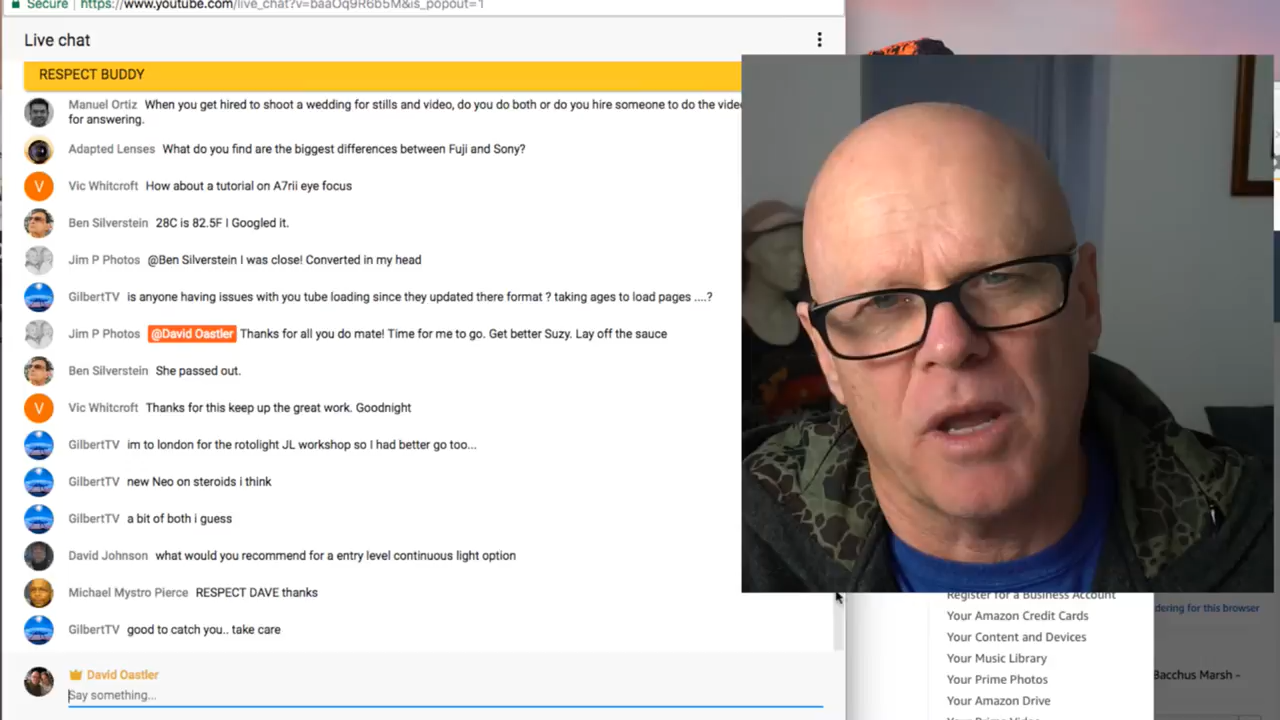 Secure
https://www.youtube.com/live_chat?v=baaOq9R6b5M&is_popout=1
Live chat
RESPECT BUDDY
Manuel Ortiz When you get hired to shoot a wedding for stills and video, do you do both or do you hire someone to do the video
for answering.
Adapted Lenses What do you find are the biggest differences between Fuji and Sony?
V Vic Whitcroft How about a tutorial on A7rii eye focus
Ben Silverstein 28C is 82.5F I Googled it.
Jim P Photos @Ben Silverstein I was close! Converted in my head
GilbertTV is anyone having issues with you tube loading since they updated there format ? taking ages to load pages ....?
Jim P Photos @David Oastler Thanks for all you do mate! Time for me to go. Get better Suzy. Lay off the sauce
Ben Silverstein She passed out.
V Vic Whitcroft Thanks for this keep up the great work. Goodnight
GilbertTV im to london for the rotolight JL workshop so I had better go too...
GilbertTV new Neo on steroids i think
GilbertTV a bit of both i guess
David Johnson what would you recommend for a entry level continuous light option
Michael Mystro Pierce RESPECT DAVE thanks
GilbertTV good to catch you.. take care
David Oastler
Say something...
Register for a Business Account
Your Amazon Credit Cards
Your Content and Devices
Your Music Library
Your Prime Photos
Your Amazon Drive
Your Prime Video
dering for this browser
Bacchus Marsh -